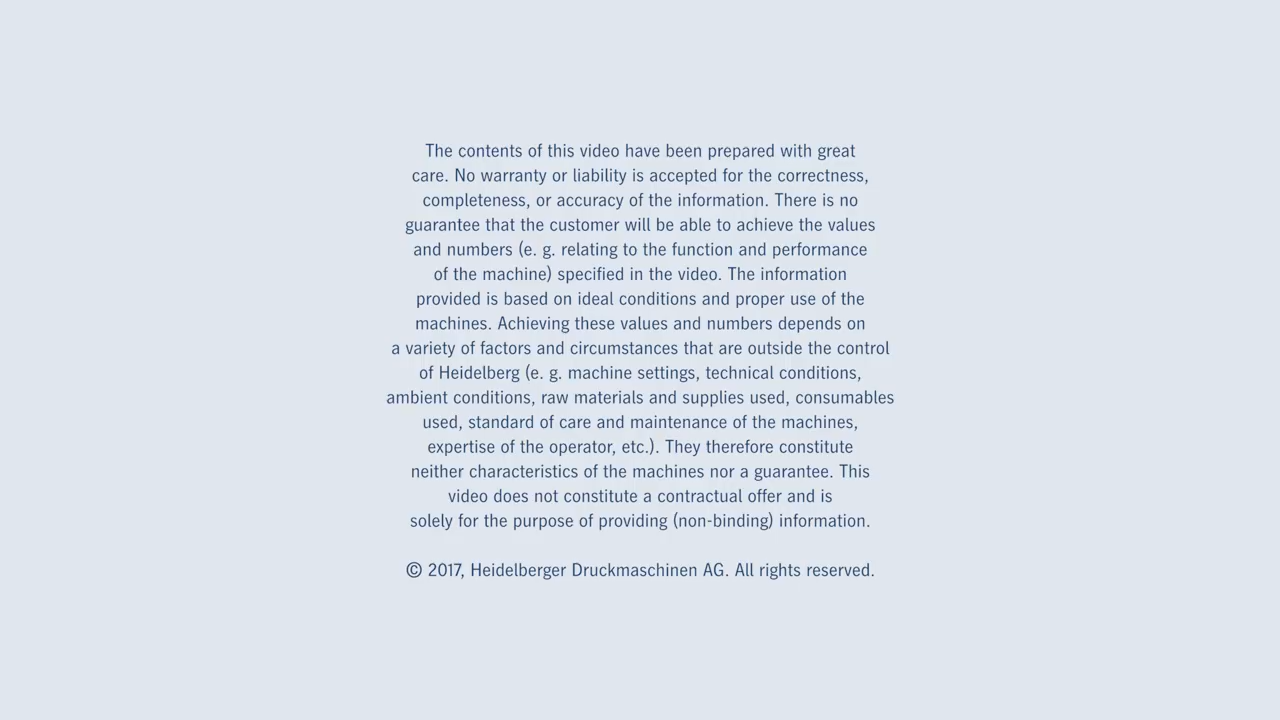 The contents of this video have been prepared with great
care. No warranty or liability is accepted for the correctness,
completeness, or accuracy of the information. There is no
guarantee that the customer will be able to achieve the values
and numbers (e. g. relating to the function and performance
of the machine) specified in the video. The information
provided is based on ideal conditions and proper use of the
machines. Achieving these values and numbers depends on
a variety of factors and circumstances that are outside the control
of Heidelberg (e. g. machine settings, technical conditions,
ambient conditions, raw materials and supplies used, consumables
used, standard of care and maintenance of the machines,
expertise of the operator, etc.). They therefore constitute
neither characteristics of the machines nor a guarantee. This
video does not constitute a contractual offer and is
solely for the purpose of providing (non-binding) information.
© 2017, Heidelberger Druckmaschinen AG. All rights reserved.